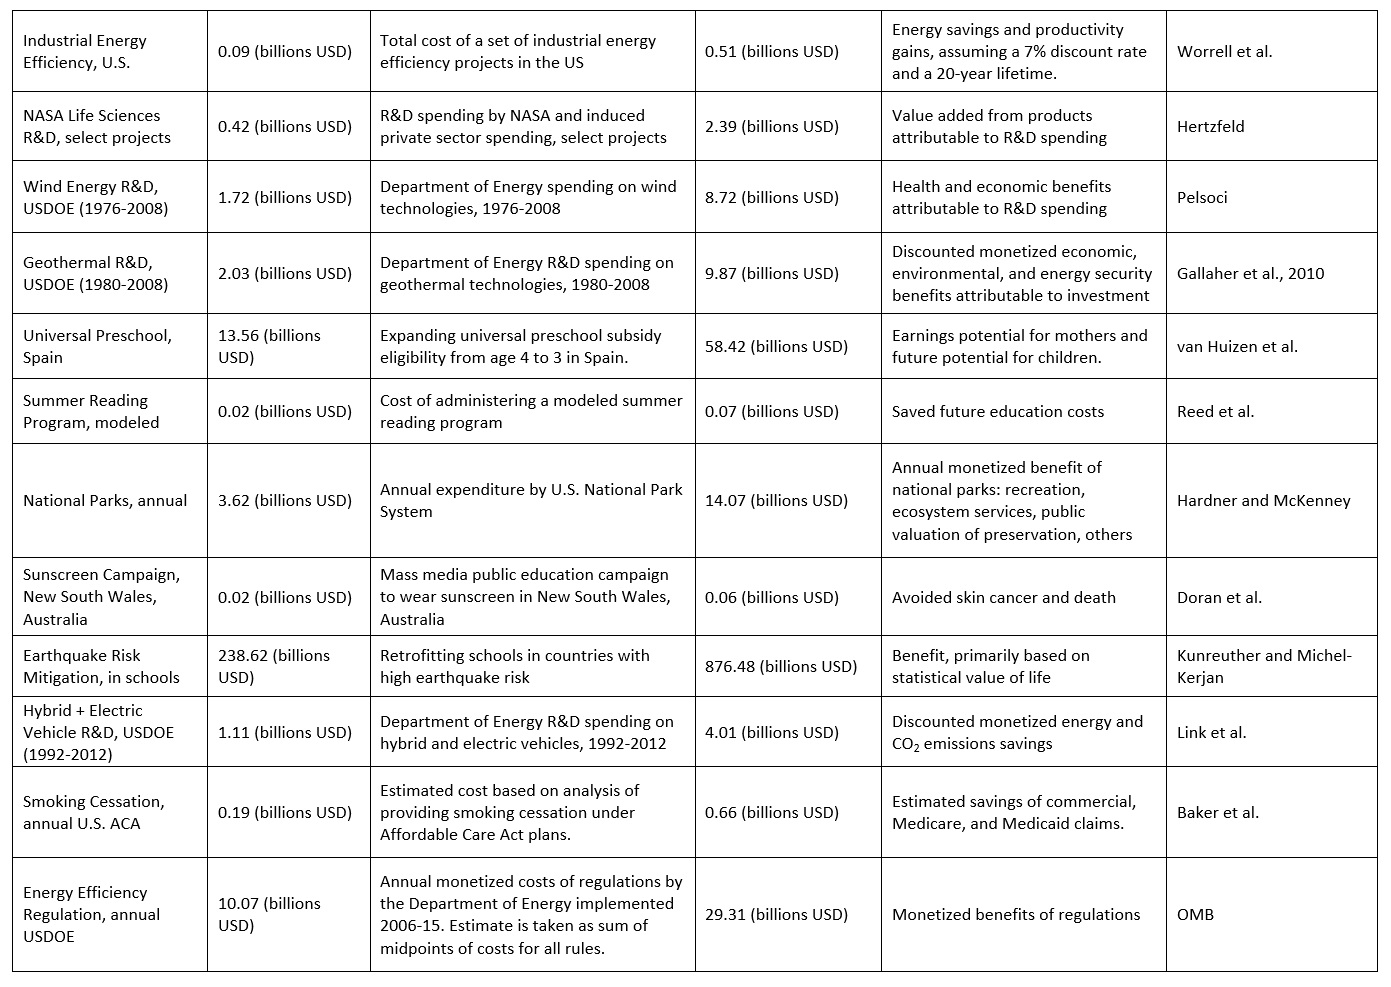 Industrial Energy
Efficiency, U.S.
0.09 (billions USD)
Total cost of a set of industrial energy
efficiency projects in the US
0.51 (billions USD)
Energy savings and productivity
gains, assuming a 7% discount rate
and a 20-year lifetime.
Worrell et al.
NASA Life Sciences
R&D, select projects
0.42 (billions USD)
R&D spending by NASA and induced
private sector spending, select projects
2.39 (billions USD)
Value added from products
attributable to R&D spending
Hertzfeld
Wind Energy R&D,
USDOE (1976-2008)
1.72 (billions USD)
Department of Energy spending on wind
technologies, 1976-2008
8.72 (billions USD)
Health and economic benefits
attributable to R&D spending
Pelsoci
Geothermal R&D,
USDOE (1980-2008)
2.03 (billions USD)
Department of Energy R&D spending on
geothermal technologies, 1980-2008
9.87 (billions USD)
Discounted monetized economic,
environmental, and energy security
benefits attributable to investment
Gallaher et al., 2010
Universal Preschool,
Spain
13.56 (billions
USD)
Expanding universal preschool subsidy
eligibility from age 4 to 3 in Spain.
58.42 (billions USD)
Earnings potential for mothers and
future potential for children.
van Huizen et al.
Summer Reading
Program, modeled
0.02 (billions USD)
Cost of administering a modeled summer
reading program
0.07 (billions USD)
Saved future education costs
Reed et al.
National Parks, annual
3.62 (billions USD)
Annual expenditure by U.S. National Park
System
14.07 (billions USD)
Annual monetized benefit of
national parks: recreation,
ecosystem services, public
valuation of preservation, others
Hardner and McKenney
Sunscreen Campaign,
New South Wales,
Australia
0.02 (billions USD)
Mass media public education campaign
to wear sunscreen in New South Wales,
Australia
0.06 (billions USD)
Avoided skin cancer and death
Doran et al.
Earthquake Risk
Mitigation, in schools
238.62 (billions
USD)
Retrofitting schools in countries with
high earthquake risk
876.48 (billions USD)
Benefit, primarily based on
statistical value of life
Kunreuther and Michel-
Kerjan
Hybrid + Electric
Vehicle R&D, USDOE
(1992-2012)
1.11 (billions USD)
Department of Energy R&D spending on
hybrid and electric vehicles, 1992-2012
4.01 (billions USD)
Discounted monetized energy and
CO₂ emissions savings
Link et al.
Smoking Cessation,
annual U.S. ACA
0.19 (billions USD)
Estimated cost based on analysis of
providing smoking cessation under
Affordable Care Act plans.
0.66 (billions USD)
Estimated savings of commercial,
Medicare, and Medicaid claims.
Baker et al.
Energy Efficiency
Regulation, annual
USDOE
10.07 (billions
USD)
Annual monetized costs of regulations by
the Department of Energy implemented
2006-15. Estimate is taken as sum of
midpoints of costs for all rules.
29.31 (billions USD)
Monetized benefits of regulations
OMB